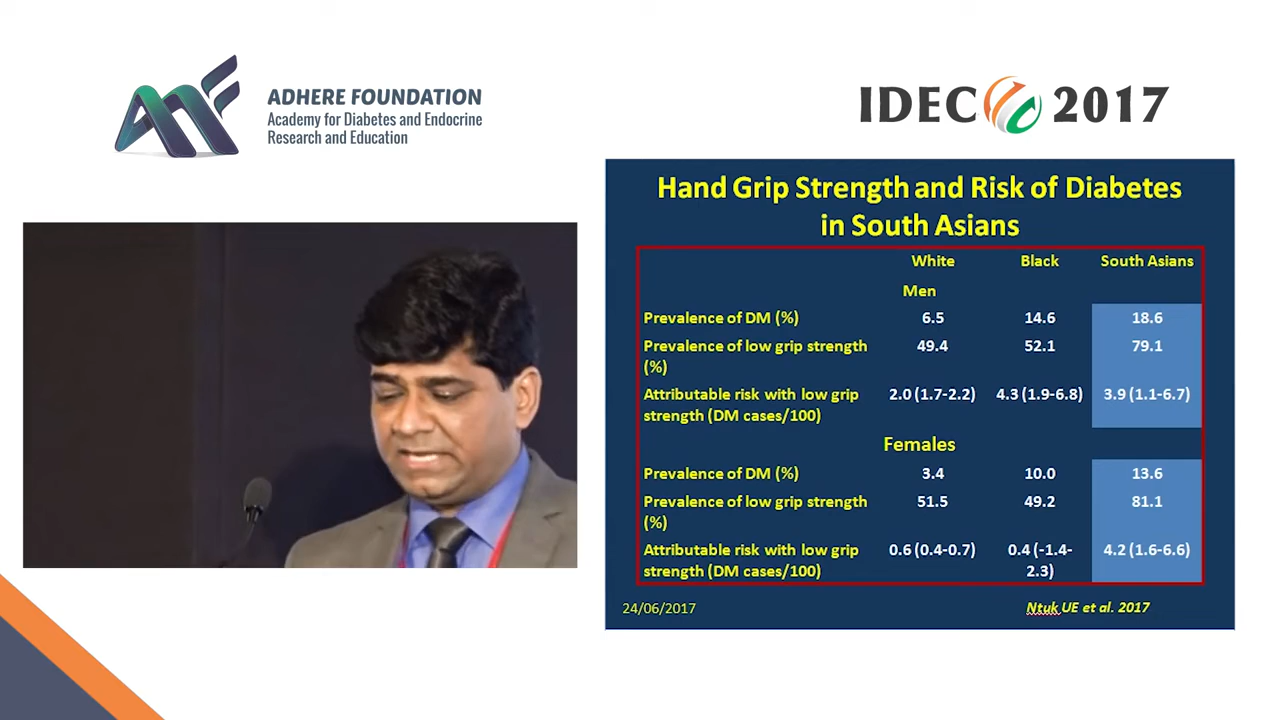 ADHERE FOUNDATION
Academy for Diabetes and Endocrine
Research and Education
IDEC 2017
Hand Grip Strength and Risk of Diabetes
in South Asians
White Black South Asians
Men
Prevalence of DM (%) 6.5 14.6 18.6
Prevalence of low grip strength 49.4 52.1 79.1
(%)
Attributable risk with low grip 2.0 (1.7-2.2) 4.3 (1.9-6.8) 3.9 (1.1-6.7)
strength (DM cases/100)
Females
Prevalence of DM (%) 3.4 10.0 13.6
Prevalence of low grip strength 51.5 49.2 81.1
(%)
Attributable risk with low grip 0.6 (0.4-0.7) 0.4 (-1.4- 4.2 (1.6-6.6)
strength (DM cases/100) 2.3)
24/06/2017 Ntuk UE et al. 2017